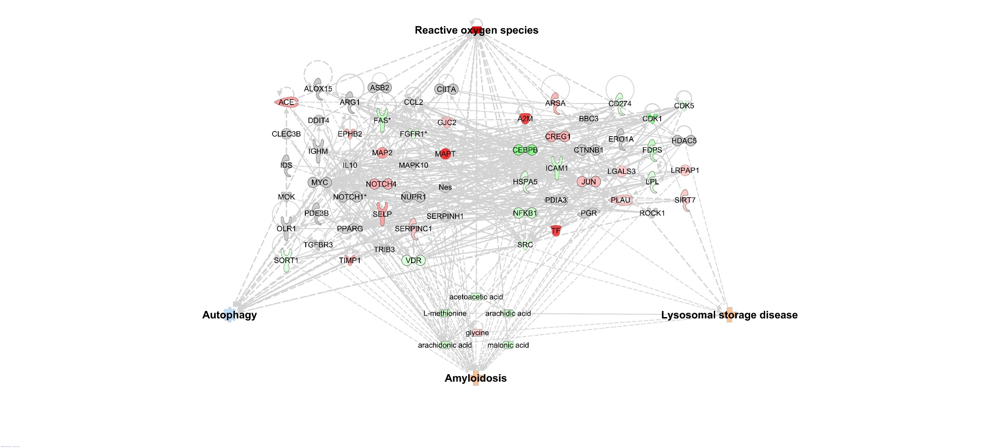 Reactive oxygen species
ALOX15
ASB2
CIITA
ACE
ARG1
CCL2
ARSA
CD274
CDK5
DDIT4
FAS*
GJC2
A2M
BBC3
CDK1
CLEC3B
EPHB2
FGFR1*
CREG1
ERO1A
HDAC5
IGHM
MAP2
MAPT
CEBPB
CTNNB1
FDPS
IDS
IL10
MAPK10
ICAM1
LGALS3
LRPAP1
MYC
NOTCH4
Nes
HSPA5
JUN
LPL
MOK
NOTCH1*
NUPR1
PDIA3
PLAU
SIRT7
PDE3B
SELP
SERPINH1
NFKB1
PGR
ROCK1
OLR1
PPARG
SERPINC1
TF
TGFBR3
TRIB3
SRC
SORT1
TIMP1
VDR
acetoacetic acid
L-methionine
arachidic acid
Autophagy
Lysosomal storage disease
glycine
arachidonic acid
malonic acid
Amyloidosis